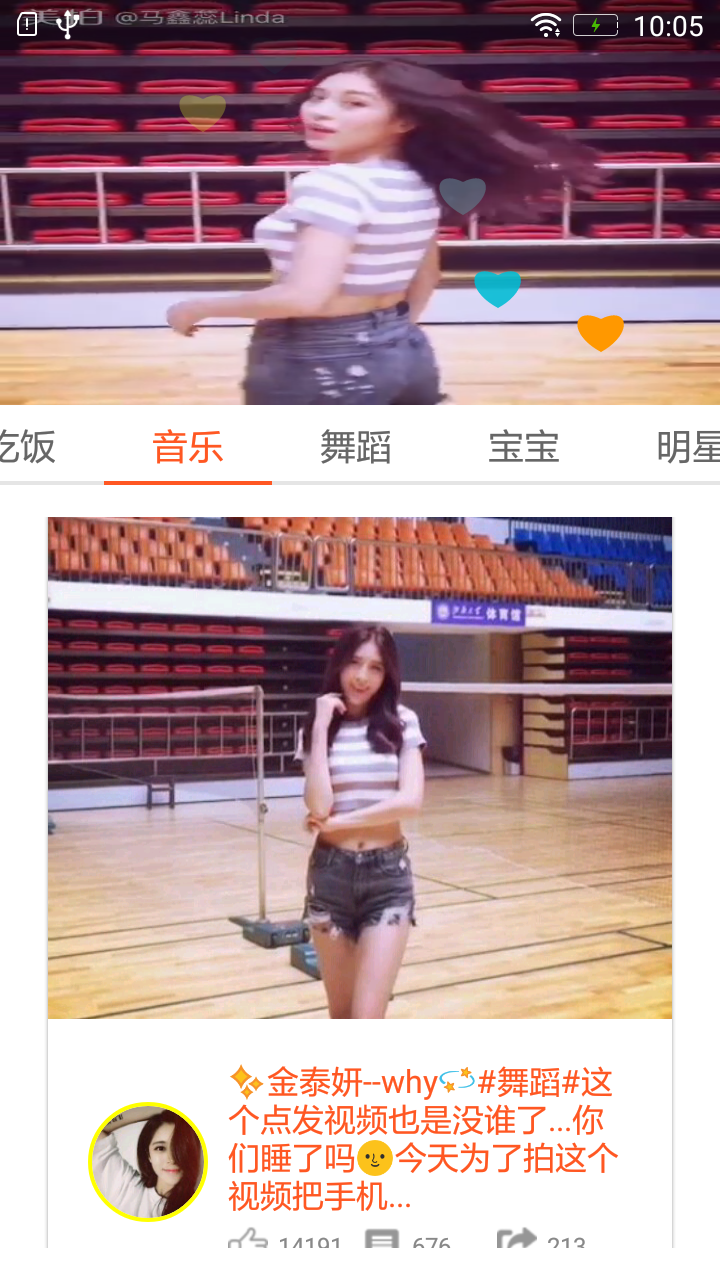 美拍 @马鑫蕊Linda
10:05
吃饭 音乐 舞蹈 宝宝 明星
体育馆
✨金泰妍--why💫#舞蹈#这
个点发视频也是没谁了...你
们睡了吗🌝今天为了拍这个
视频把手机...
14191 676 213